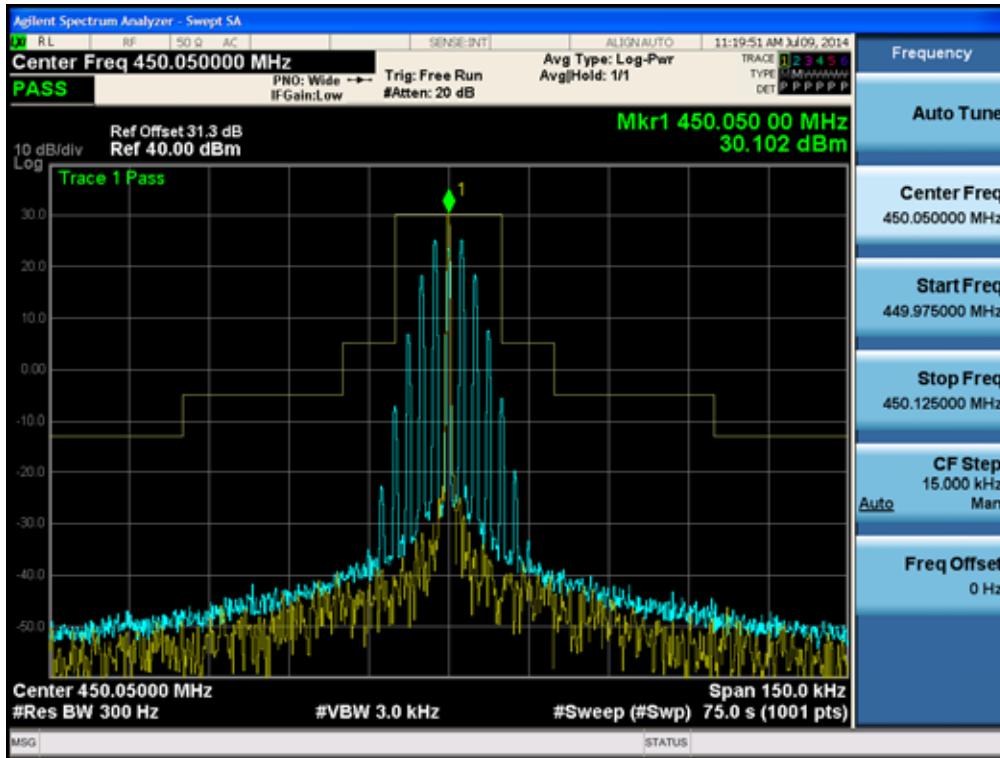 Agilent Spectrum Analyzer - Swept SA
RL RF 50 Ω AC SENSE:INT ALIGN AUTO 11:19:51 AM Jul 09, 2014
Center Freq 450.050000 MHz
PASS
PNO: Wide
IFGain:Low
Trig: Free Run
#Atten: 20 dB
Avg Type: Log-Pwr
Avg|Hold: 1/1
TRACE 1 2 3 4 5 6
TYPE
DET P P P P P P
Ref Offset 31.3 dB
10 dB/div Ref 40.00 dBm
Log
Mkr1 450.050 00 MHz
30.102 dBm
Trace 1 Pass
1
30.0
20.0
10.0
0.00
-10.0
-20.0
-30.0
-40.0
-50.0
Center 450.05000 MHz Span 150.0 kHz
#Res BW 300 Hz #VBW 3.0 kHz #Sweep (#Swp) 75.0 s (1001 pts)
MSG STATUS
Frequency
Auto Tune
Center Freq
450.050000 MHz
Start Freq
449.975000 MHz
Stop Freq
450.125000 MHz
CF Step
15.000 kHz
Auto Man
Freq Offset
0 Hz